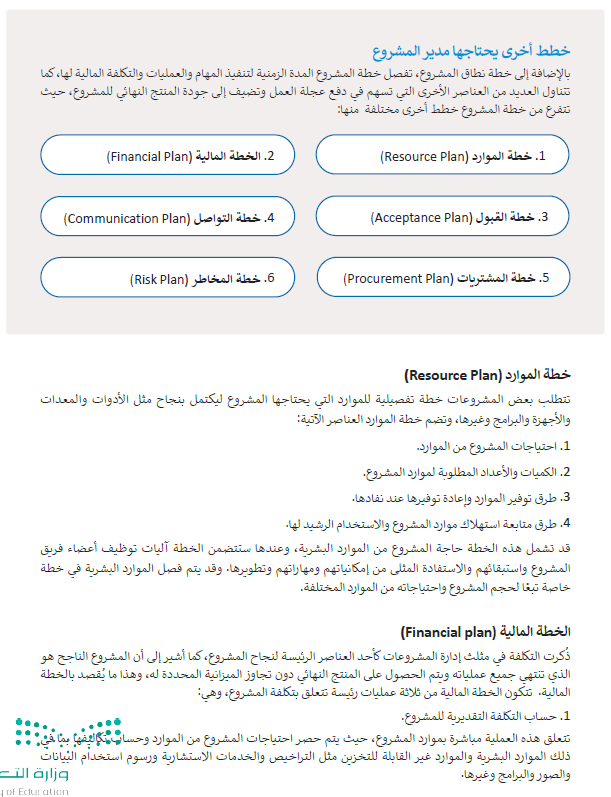 خطط أخرى يحتاجها مدير المشروع
بالإضافة إلى خطة نطاق المشروع، تفصل خطة المشروع المدة الزمنية لتنفيذ المهام والعمليات والتكلفة المالية لها، كما
تتناول العديد من العناصر الأخرى التي تسهم في دفع عجلة العمل وتضيف إلى جودة المنتج النهائي للمشروع، حيث
تتفرع من خطة المشروع خطط أخرى مختلفة منها:
1. خطة الموارد (Resource Plan)
2. الخطة المالية (Financial Plan)
3. خطة القبول (Acceptance Plan)
4. خطة التواصل (Communication Plan)
5. خطة المشتريات (Procurement Plan)
6. خطة المخاطر (Risk Plan)
خطة الموارد (Resource Plan)
تتطلب بعض المشروعات خطة تفصيلية للموارد التي يحتاجها المشروع ليكتمل بنجاح مثل الأدوات والمعدات
والأجهزة والبرامج وغيرها، وتضم خطة الموارد العناصر الآتية:
1. احتياجات المشروع من الموارد.
2. الكميات والأعداد المطلوبة لموارد المشروع.
3. طرق توفير الموارد وإعادة توفيرها عند نفادها.
4. طرق متابعة استهلاك موارد المشروع والاستخدام الرشيد لها.
قد تشمل هذه الخطة حاجة المشروع من الموارد البشرية، وعندها ستتضمن الخطة آليات توظيف أعضاء فريق
المشروع واستبقائهم والاستفادة المثلى من إمكانياتهم ومهاراتهم وتطويرها. وقد يتم فصل الموارد البشرية في خطة
خاصة تبعًا لحجم المشروع واحتياجاته من الموارد المختلفة.
الخطة المالية (Financial plan)
ذُكرت التكلفة في مثلث إدارة المشروعات كأحد العناصر الرئيسة لنجاح المشروع، كما أشير إلى أن المشروع الناجح هو
الذي تنتهي جميع عملياته ويتم الحصول على المنتج النهائي دون تجاوز الميزانية المحددة له، وهذا ما يُقصد بالخطة
المالية. تتكون الخطة المالية من ثلاثة عمليات رئيسة تتعلق بتكلفة المشروع، وهي:
1. حساب التكلفة التقديرية للمشروع.
تتعلق هذه العملية مباشرة بموارد المشروع، حيث يتم حصر احتياجات المشروع من الموارد وحساب تكاليفها بما في
ذلك الموارد البشرية والموارد غير القابلة للتخزين مثل التراخيص والخدمات الاستشارية ورسوم استخدام البيانات
والصور والبرامج وغيرها.
وزارة التع
y of Education